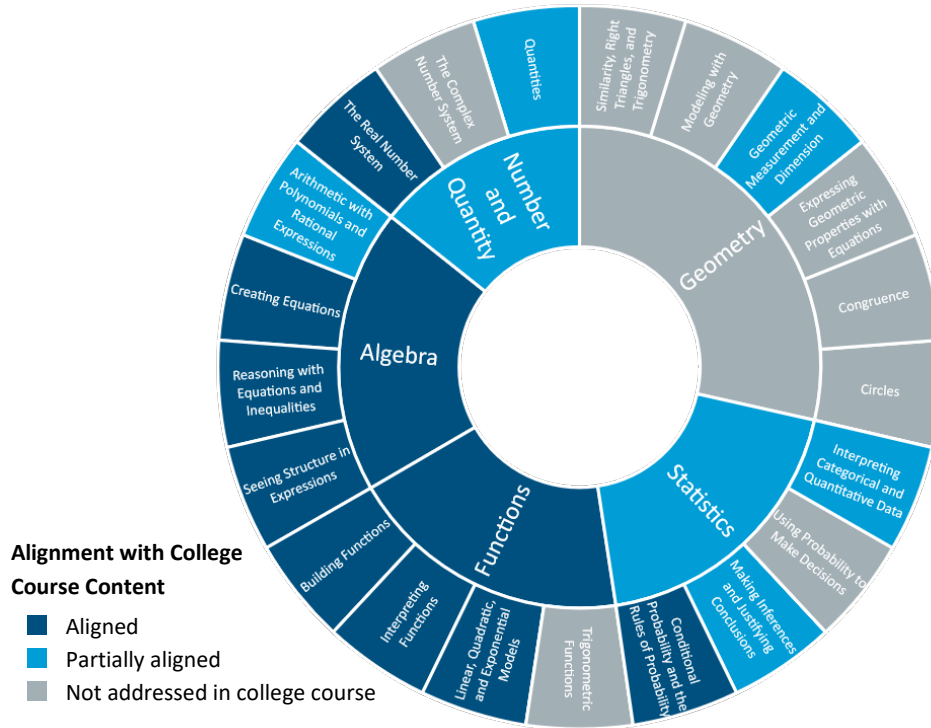 Similarity, Right
Triangles, and
Trigonometry
Modeling with
Geometry
Geometric
Measurement and
Dimension
Expressing
Geometric
Properties with
Equations
Congruence
Circles
Interpreting
Categorical and
Quantitative Data
Using Probability to
Make Decisions
Making Inferences
and Justifying
Conclusions
Conditional
Probability and the
Rules of Probability
Trigonometric
Functions
Linear, Quadratic,
and Exponential
Models
Interpreting
Functions
Building Functions
Seeing Structure in
Expressions
Reasoning with
Equations and
Inequalities
Creating Equations
Arithmetic with
Polynomials and
Rational
Expressions
The Real Number
System
The Complex
Number System
Quantities
Geometry
Statistics
Functions
Algebra
Number
and
Quantity
Alignment with College
Course Content
Aligned
Partially aligned
Not addressed in college course